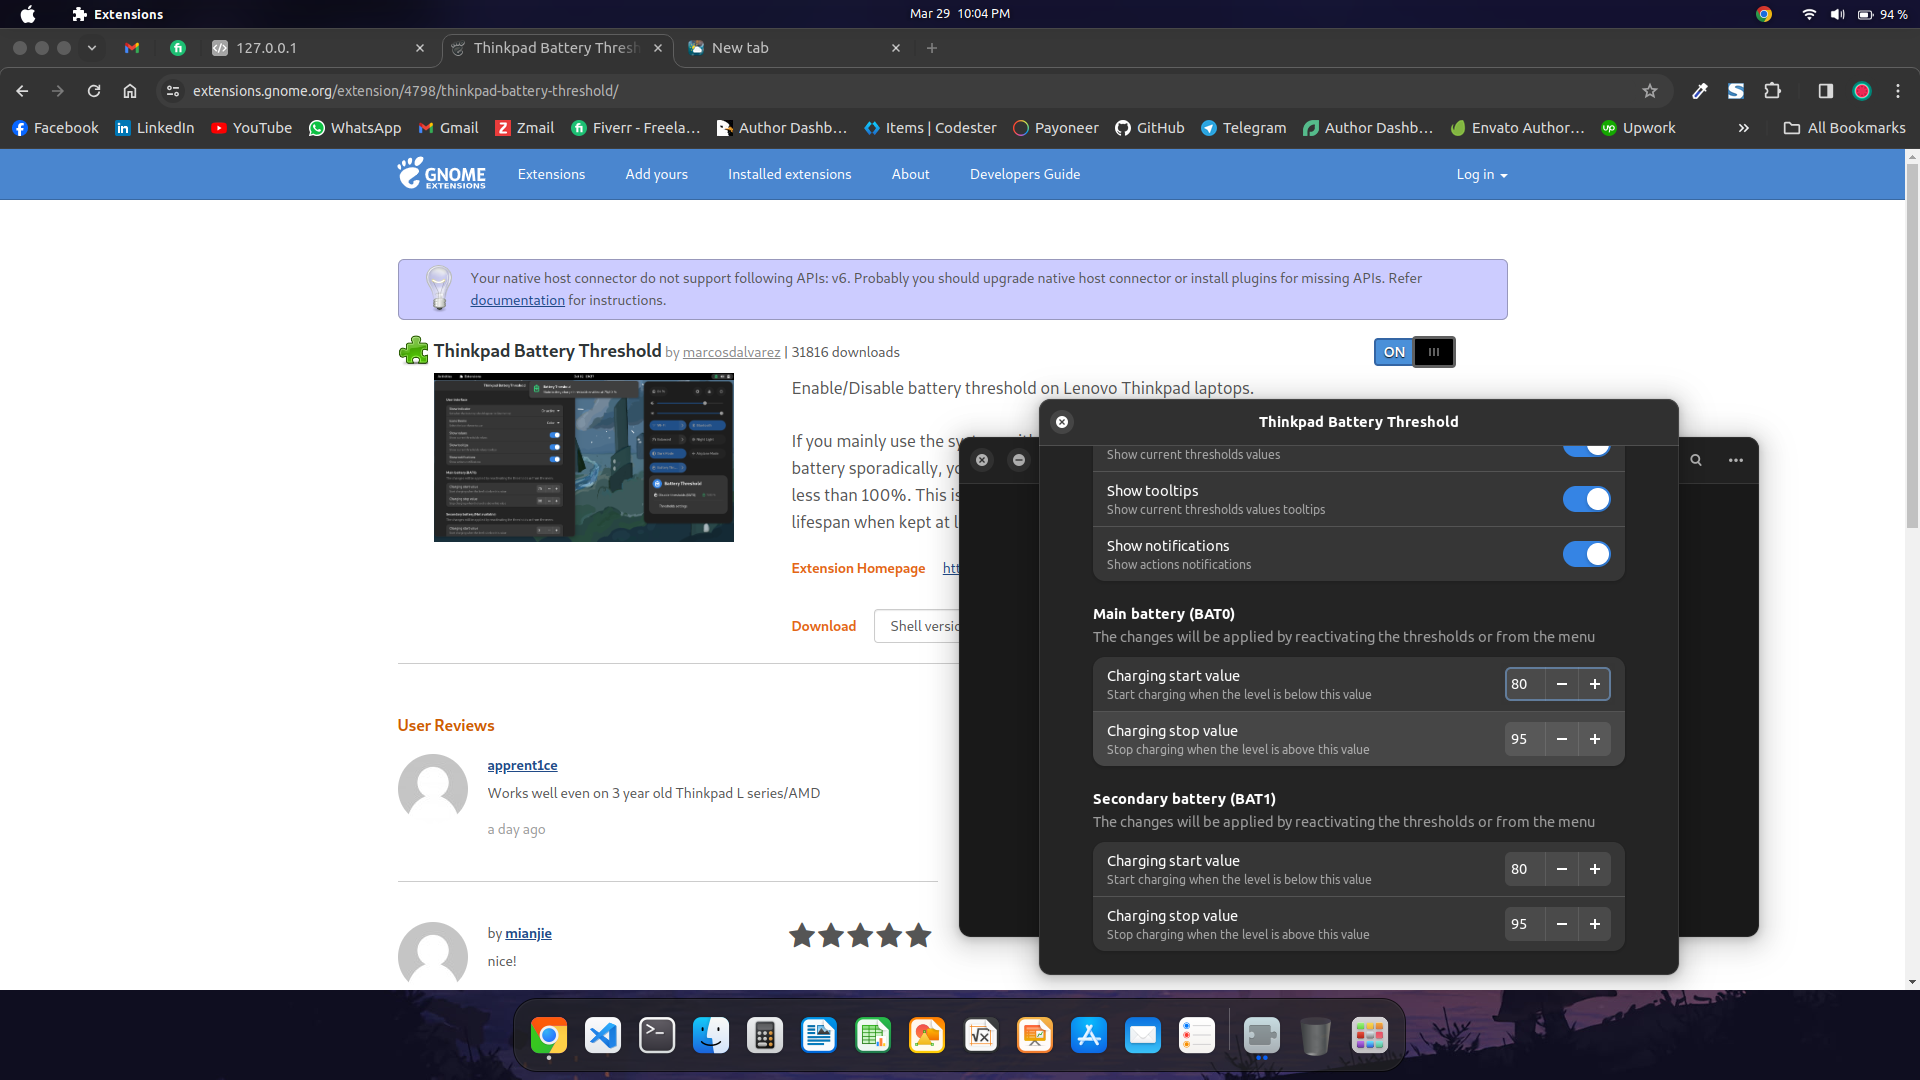 Extensions
Mar 29 10:04 PM
94 %
127.0.0.1
Thinkpad Battery Thresh
New tab
extensions.gnome.org/extension/4798/thinkpad-battery-threshold/
Facebook
LinkedIn
YouTube
WhatsApp
Gmail
Zmail
Fiverr - Freela...
Author Dashb...
Items | Codester
Payoneer
GitHub
Telegram
Author Dashb...
Envato Author...
Upwork
All Bookmarks
GNOME
EXTENSIONS
Extensions
Add yours
Installed extensions
About
Developers Guide
Log in
Your native host connector do not support following APIs: v6. Probably you should upgrade native host connector or install plugins for missing APIs. Refer
documentation for instructions.
Thinkpad Battery Threshold by marcosdalvarez | 31816 downloads
ON
Enable/Disable battery threshold on Lenovo Thinkpad laptops.
If you mainly use the
battery sporadically, yo
less than 100%. This is
lifespan when kept at l
Extension Homepage
htt
Download
Shell versio
User Reviews
apprent1ce
Works well even on 3 year old Thinkpad L series/AMD
a day ago
by mianjie
nice!
Thinkpad Battery Threshold
Show current thresholds values
Show tooltips
Show current thresholds values tooltips
Show notifications
Show actions notifications
Main battery (BAT0)
The changes will be applied by reactivating the thresholds or from the menu
Charging start value
Start charging when the level is below this value
80
Charging stop value
Stop charging when the level is above this value
95
Secondary battery (BAT1)
The changes will be applied by reactivating the thresholds or from the menu
Charging start value
Start charging when the level is below this value
80
Charging stop value
Stop charging when the level is above this value
95